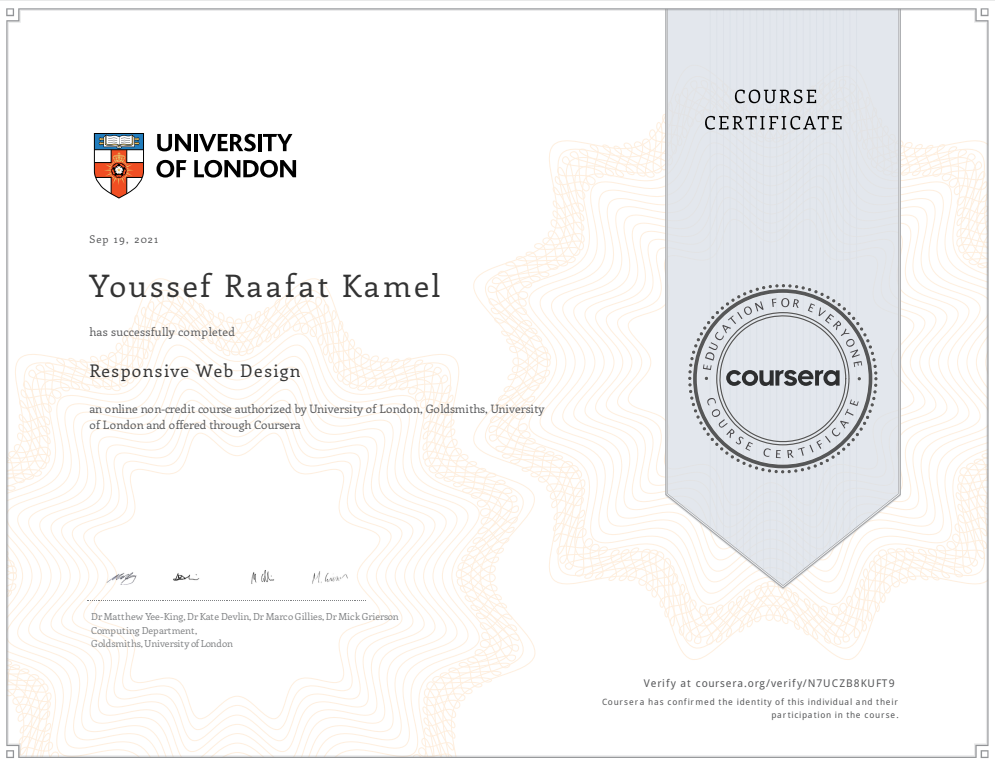 COURSE
CERTIFICATE
UNIVERSITY
OF LONDON
Sep 19, 2021
Youssef Raafat Kamel
has successfully completed
Responsive Web Design
an online non-credit course authorized by University of London, Goldsmiths, University
of London and offered through Coursera
EDUCATION FOR EVERYONE
coursera
COURSE CERTIFICATE
Dr Matthew Yee-King, Dr Kate Devlin, Dr Marco Gillies, Dr Mick Grierson
Computing Department,
Goldsmiths, University of London
Verify at coursera.org/verify/N7UCZB8KUFT9
Coursera has confirmed the identity of this individual and their
participation in the course.